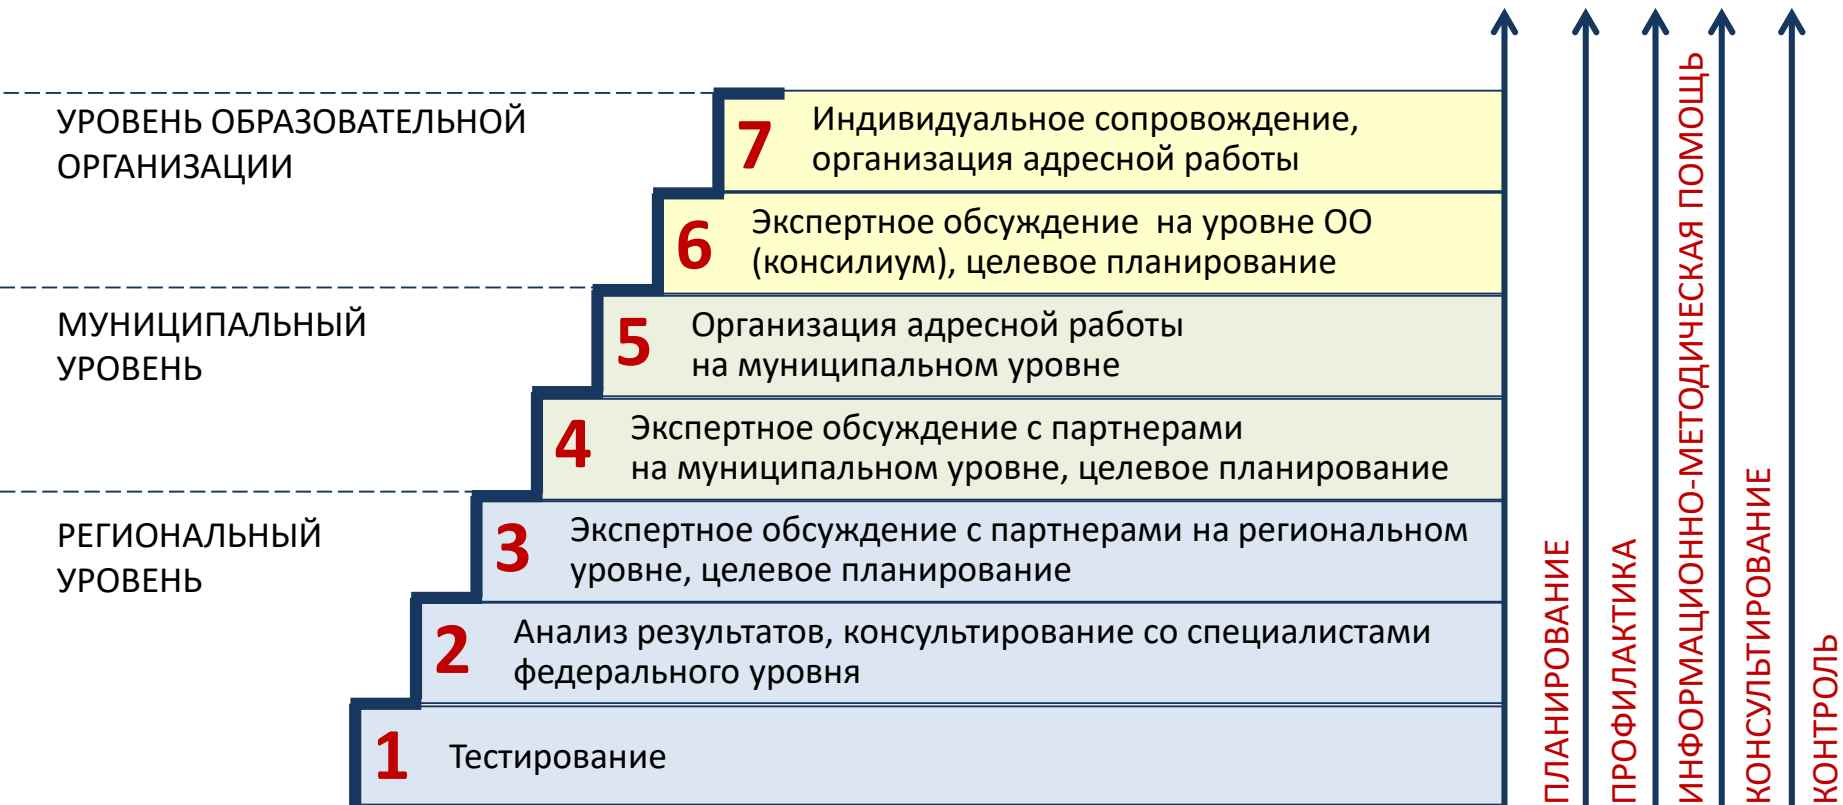 УРОВЕНЬ ОБРАЗОВАТЕЛЬНОЙ
ОРГАНИЗАЦИИ
7
Индивидуальное сопровождение,
организация адресной работы
6
Экспертное обсуждение на уровне ОО
(консилиум), целевое планирование
МУНИЦИПАЛЬНЫЙ
УРОВЕНЬ
5
Организация адресной работы
на муниципальном уровне
4
Экспертное обсуждение с партнерами
на муниципальном уровне, целевое планирование
РЕГИОНАЛЬНЫЙ
УРОВЕНЬ
3
Экспертное обсуждение с партнерами на региональном
уровне, целевое планирование
2
Анализ результатов, консультирование со специалистами
федерального уровня
1
Тестирование
ПЛАНИРОВАНИЕ
ПРОФИЛАКТИКА
ИНФОРМАЦИОННО-МЕТОДИЧЕСКАЯ ПОМОЩЬ
КОНСУЛЬТИРОВАНИЕ
КОНТРОЛЬ